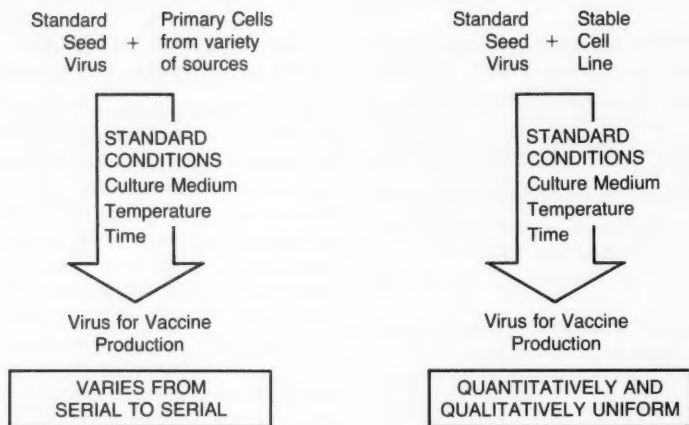 Standard Primary Cells
Seed + from variety
Virus of sources
STANDARD
CONDITIONS
Culture Medium
Temperature
Time
Virus for Vaccine
Production
VARIES FROM
SERIAL TO SERIAL
Standard Stable
Seed + Cell
Virus Line
STANDARD
CONDITIONS
Culture Medium
Temperature
Time
Virus for Vaccine
Production
QUANTITATIVELY AND
QUALITATIVELY UNIFORM